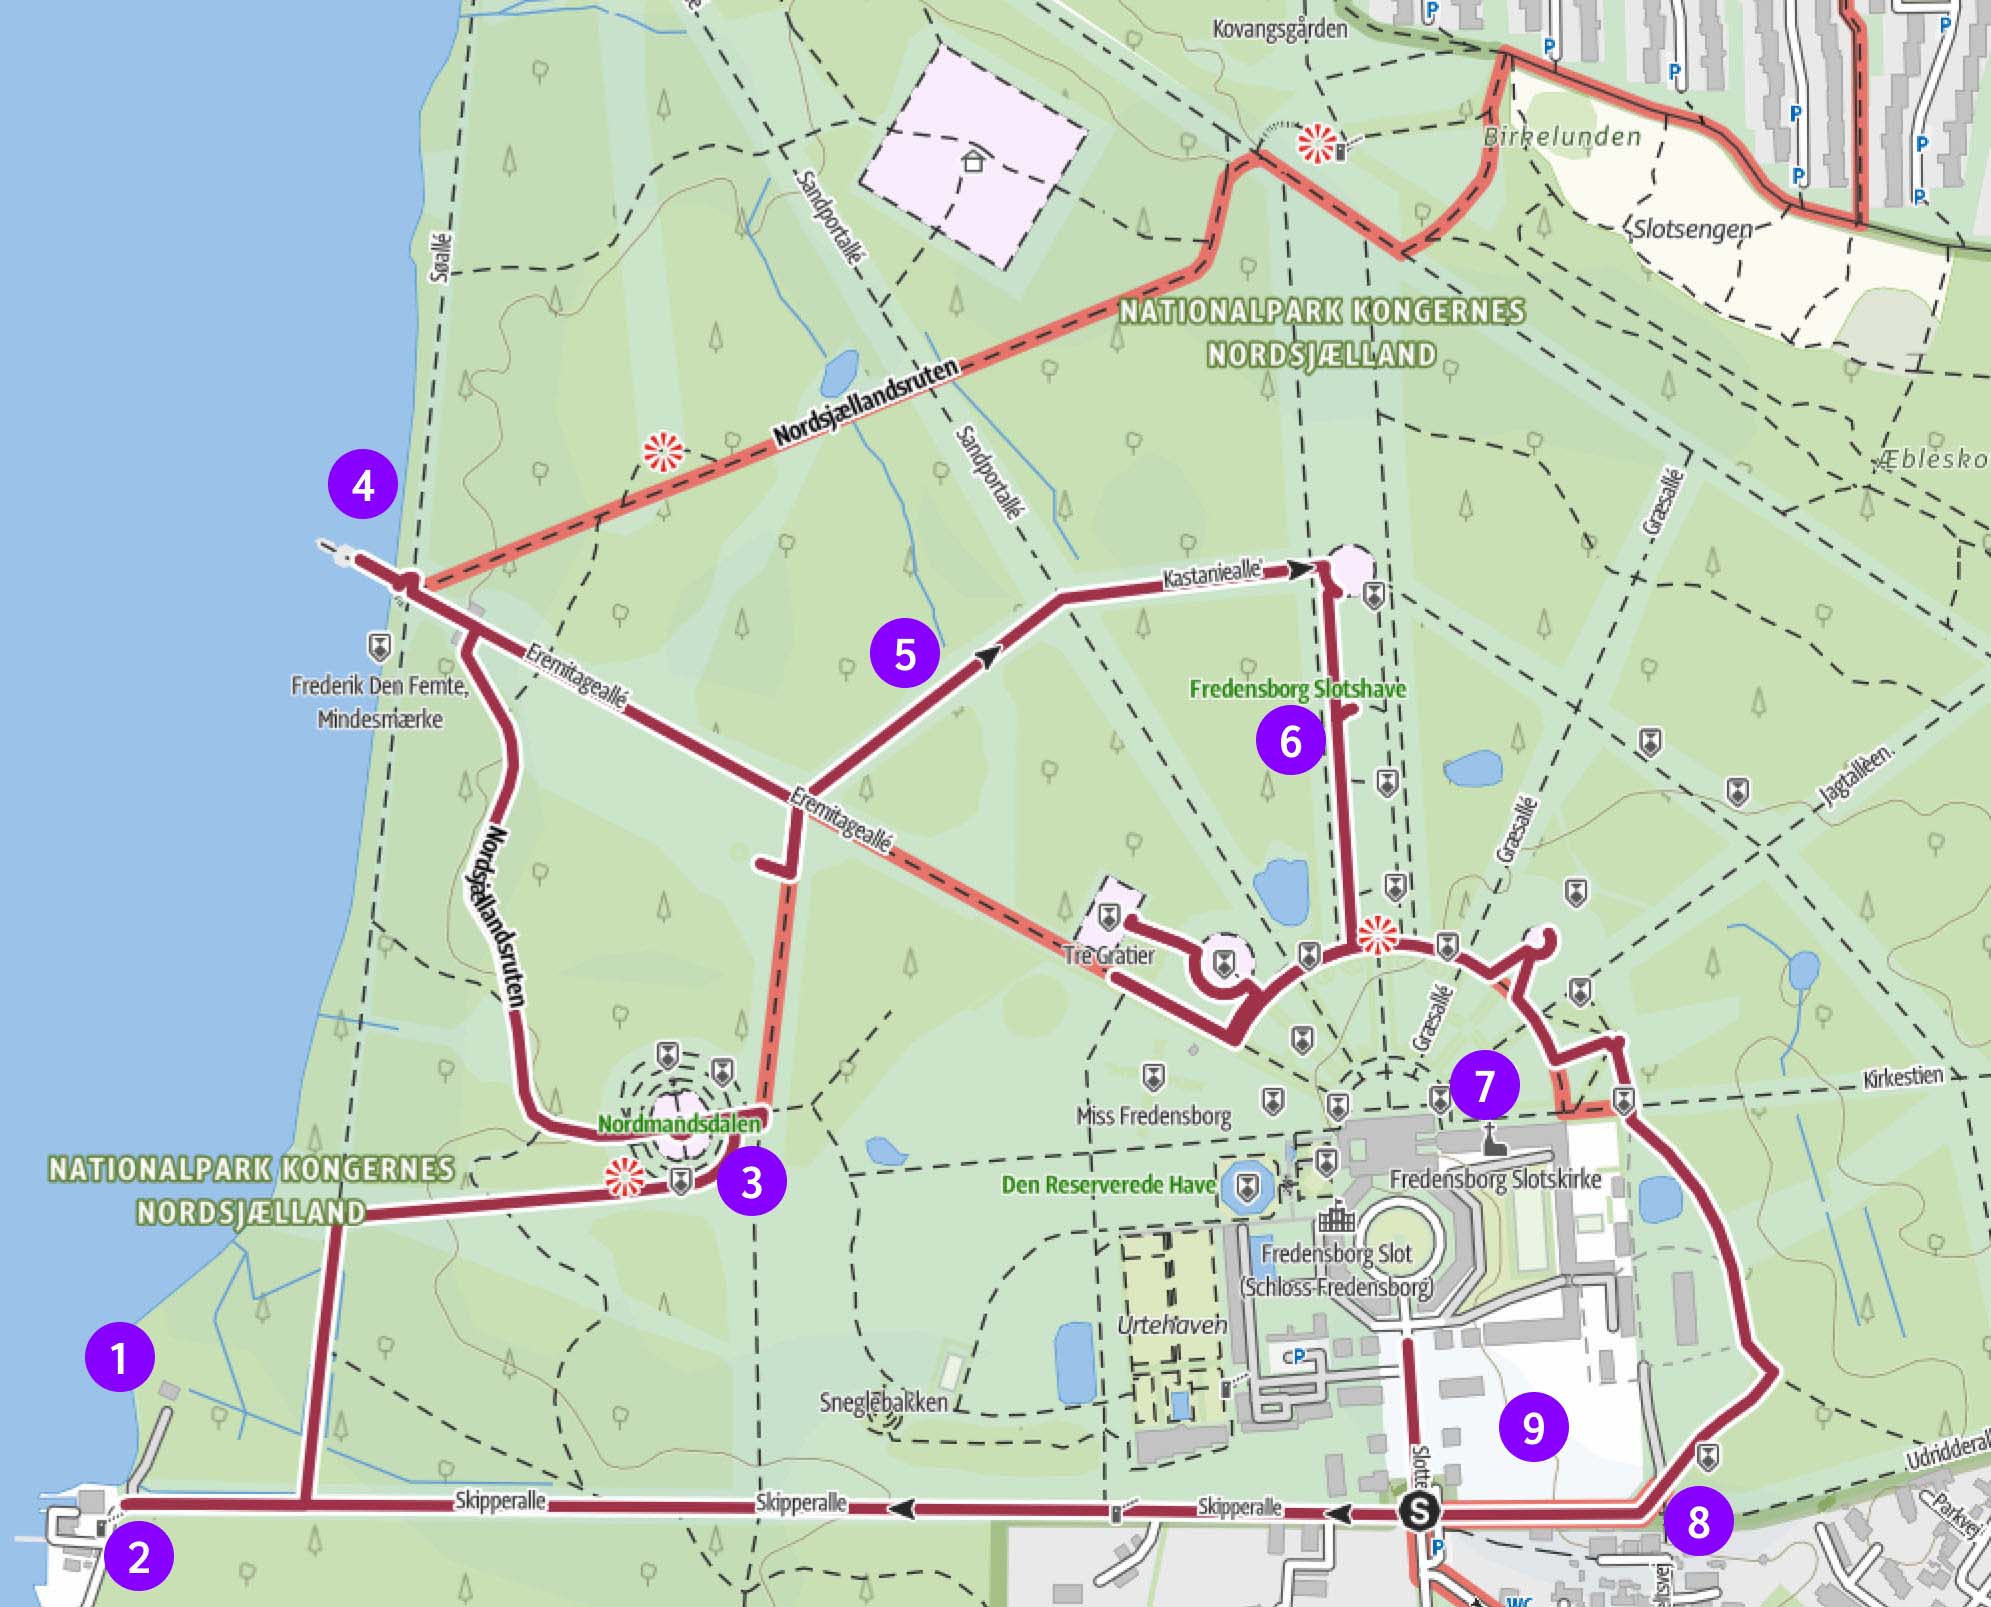 Kovangsgården
P
P
P
P
P
P
P
P
Birkelunden
Slotsengen
Søallé
Sandportallé
NATIONALPARK KONGERNES
NORDSJÆLLAND
Nordsjællandsruten
Sandportallé
Græsallé
Æblesko
4
Kastanieallé
5
Eremitageallé
Frederik Den Femte,
Mindesmærke
Fredensborg Slotshave
6
Jagtallèen
Eremitageallé
Græsallé
Nordsjællandsruten
Tre Gratier
Græsallé
7
Kirkestien
Miss Fredensborg
Nordmandsdalen
NATIONALPARK KONGERNES
NORDSJÆLLAND
3
Den Reserverede Have
Fredensborg Slotskirke
Fredensborg Slot
(Schloss Fredensborg)
Urtehaven
1
P
Sneglebakken
9
Slotte
Udridderal
Skipperalle
Skipperalle
Skipperalle
S
8
2
P
Parkvej
WC